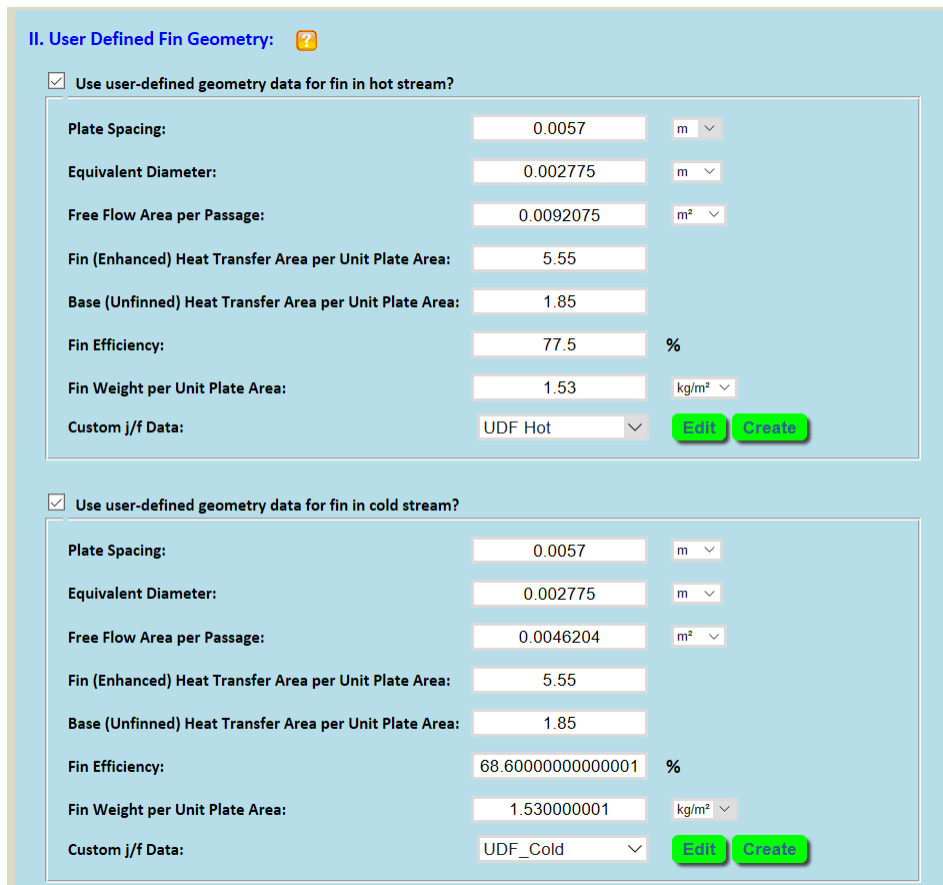 II. User Defined Fin Geometry: ?
Use user-defined geometry data for fin in hot stream?
Plate Spacing: 0.0057 m
Equivalent Diameter: 0.002775 m
Free Flow Area per Passage: 0.0092075 m²
Fin (Enhanced) Heat Transfer Area per Unit Plate Area: 5.55
Base (Unfinned) Heat Transfer Area per Unit Plate Area: 1.85
Fin Efficiency: 77.5 %
Fin Weight per Unit Plate Area: 1.53 kg/m²
Custom j/f Data: UDF Hot Edit Create
Use user-defined geometry data for fin in cold stream?
Plate Spacing: 0.0057 m
Equivalent Diameter: 0.002775 m
Free Flow Area per Passage: 0.0046204 m²
Fin (Enhanced) Heat Transfer Area per Unit Plate Area: 5.55
Base (Unfinned) Heat Transfer Area per Unit Plate Area: 1.85
Fin Efficiency: 68.60000000000001 %
Fin Weight per Unit Plate Area: 1.530000001 kg/m²
Custom j/f Data: UDF_Cold Edit Create